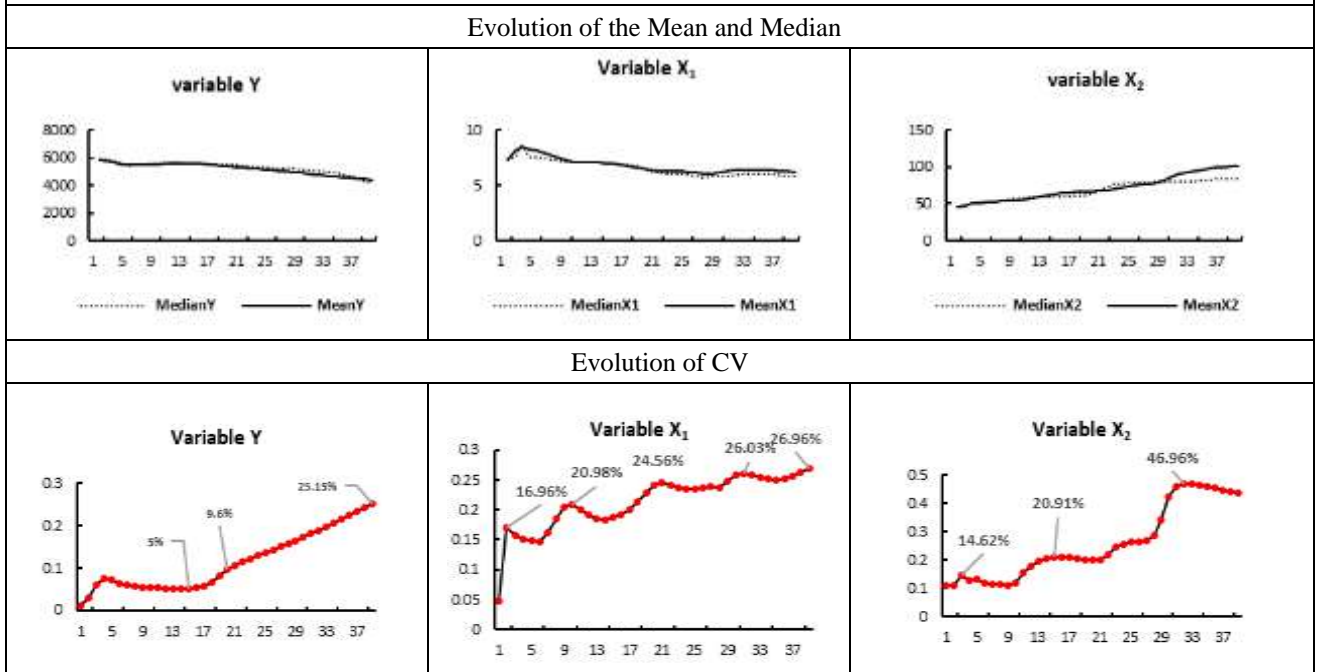 Evolution of the Mean and Median
variable Y
8000
6000
4000
2000
0
1 5 9 13 17 21 25 29 33 37
MedianY MeanY
Variable X₁
10
5
0
1 5 9 13 17 21 25 29 33 37
MedianX1 MeanX1
variable X₂
150
100
50
0
1 5 9 13 17 21 25 29 33 37
MedianX2 MeanX2
Evolution of CV
Variable Y
0.3
0.2
0.1
0
5%
9.6%
25.15%
1 5 9 13 17 21 25 29 33 37
Variable X₁
0.3
0.25
0.2
0.15
0.1
0.05
0
16.96%
20.98%
24.56%
26.03%
26.96%
1 5 9 13 17 21 25 29 33 37
Variable X₂
0.5
0.4
0.3
0.2
0.1
0
14.62%
20.91%
46.96%
1 5 9 13 17 21 25 29 33 37